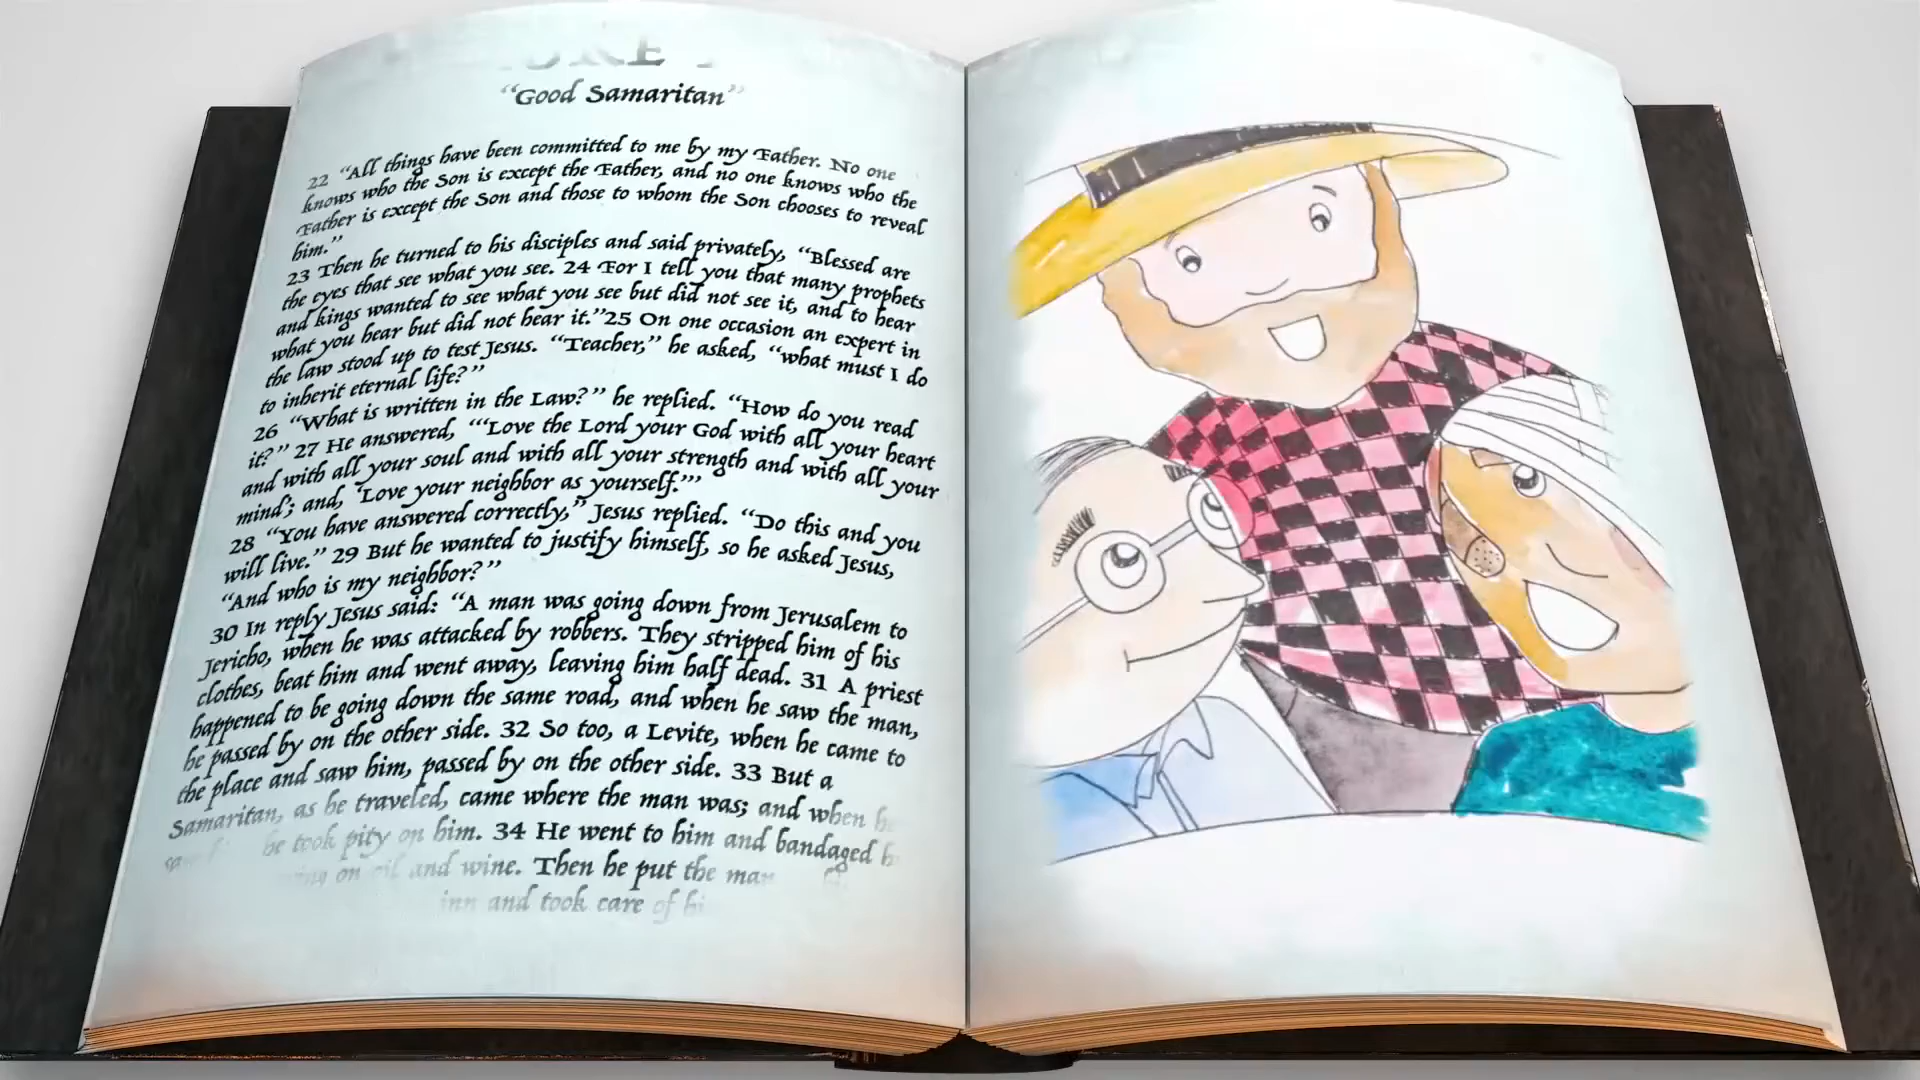 “Good Samaritan”
22 “All things have been committed to me by my Father. No one
knows who the Son is except the Father, and no one knows who the
Father is except the Son and those to whom the Son chooses to reveal
him.”
23 Then he turned to his disciples and said privately, “Blessed are
the eyes that see what you see. 24 For I tell you that many prophets
and kings wanted to see what you see but did not see it, and to hear
what you hear but did not hear it.”25 On one occasion an expert in
the law stood up to test Jesus. “Teacher,” he asked, “what must I do
to inherit eternal life?”
26 “What is written in the Law?” he replied. “How do you read
it?” 27 He answered, “‘Love the Lord your God with all your heart
and with all your soul and with all your strength and with all your
mind’; and, ‘Love your neighbor as yourself.’”
28 “You have answered correctly,” Jesus replied. “Do this and you
will live.” 29 But he wanted to justify himself, so he asked Jesus,
“And who is my neighbor?”
30 In reply Jesus said: “A man was going down from Jerusalem to
Jericho, when he was attacked by robbers. They stripped him of his
clothes, beat him and went away, leaving him half dead. 31 A priest
happened to be going down the same road, and when he saw the man,
he passed by on the other side. 32 So too, a Levite, when he came to
the place and saw him, passed by on the other side. 33 But a
Samaritan, as he traveled, came where the man was; and when
he took pity on him. 34 He went to him and bandaged
on oil and wine. Then he put the man
inn and took care of